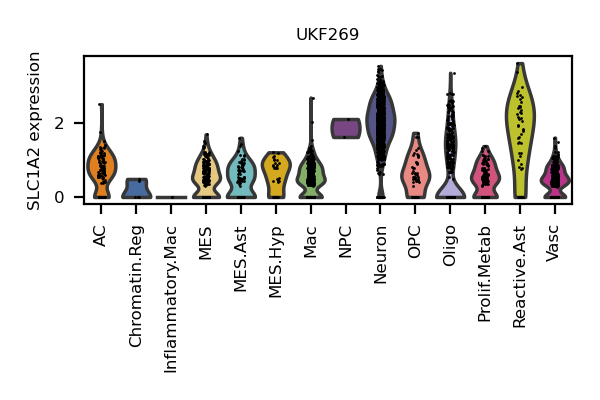 UKF269
SLC1A2 expression
2
0
AC
Chromatin.Reg
Inflammatory.Mac
MES
MES.Ast
MES.Hyp
Mac
NPC
Neuron
OPC
Oligo
Prolif.Metab
Reactive.Ast
Vasc